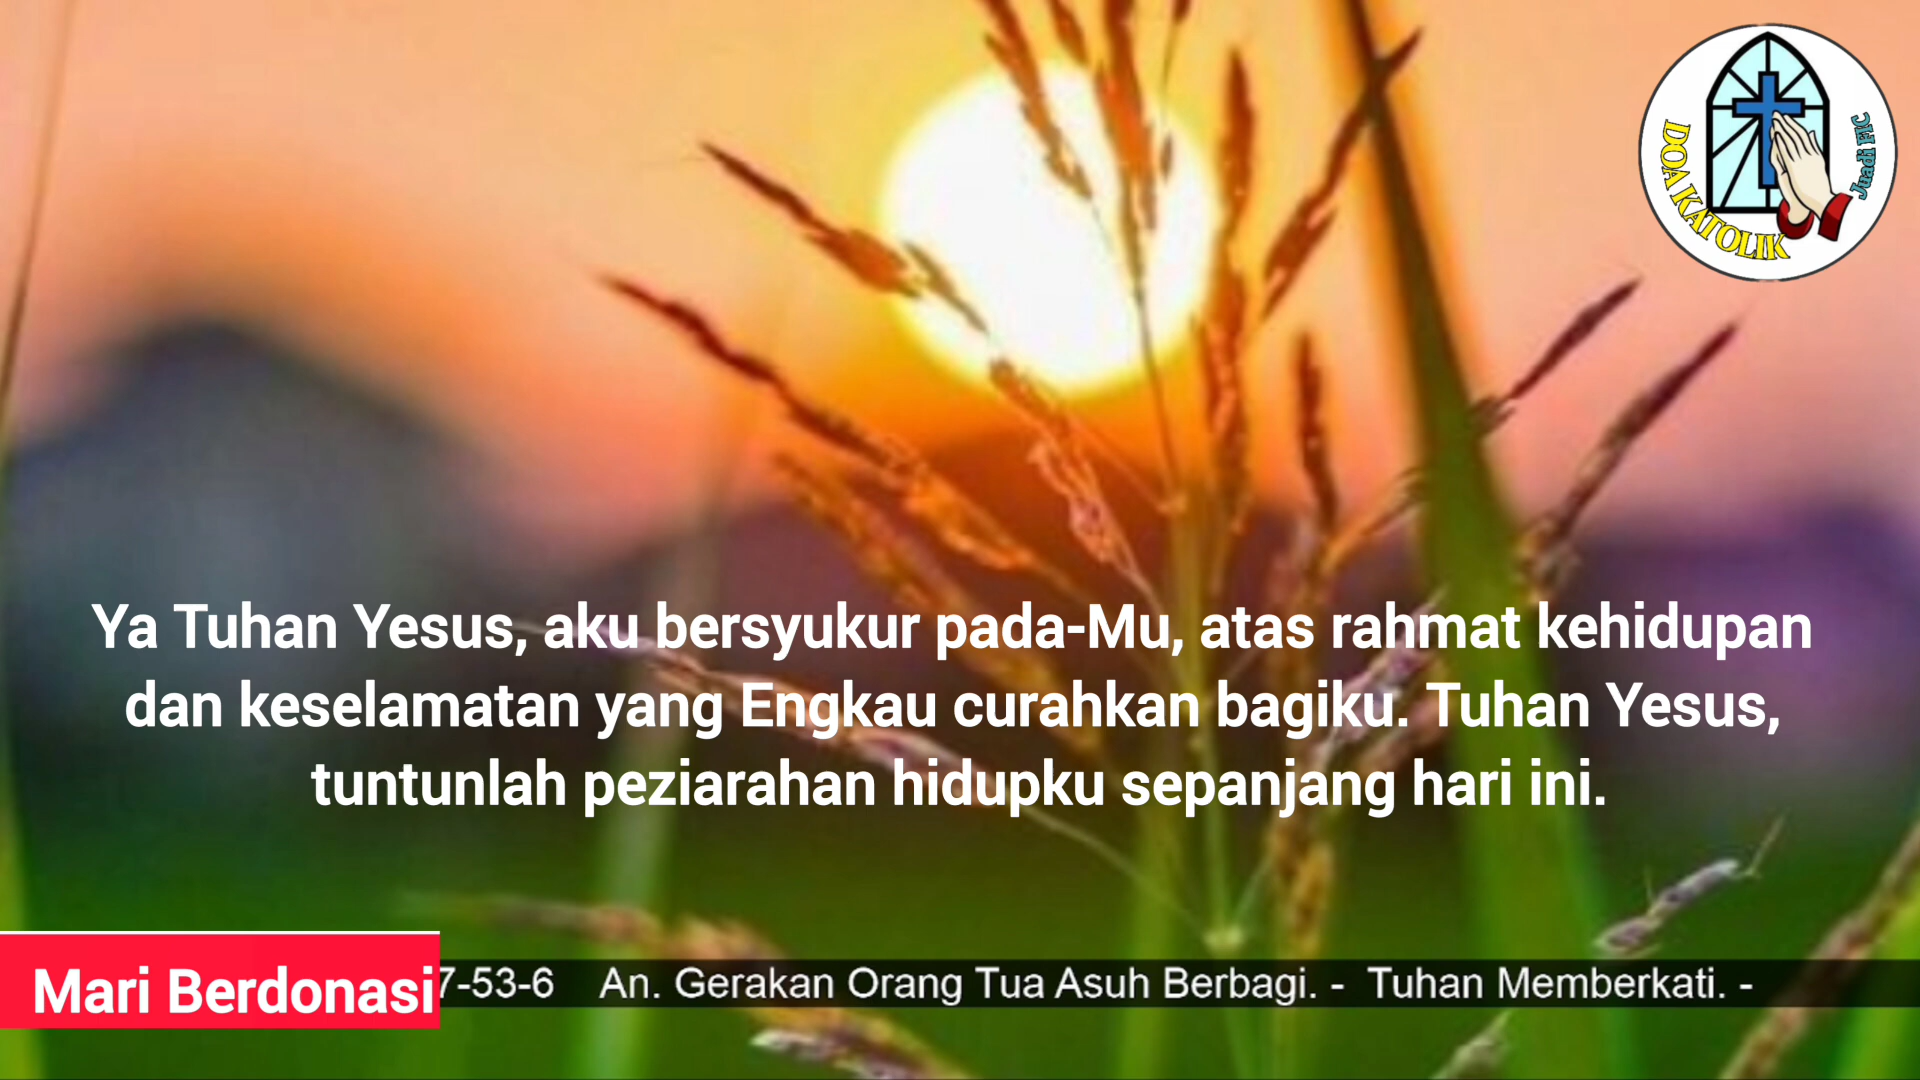 DOA KATOLIK
Juadi FIC
Ya Tuhan Yesus, aku bersyukur pada-Mu, atas rahmat kehidupan
dan keselamatan yang Engkau curahkan bagiku. Tuhan Yesus,
tuntunlah peziarahan hidupku sepanjang hari ini.
Mari Berdonasi
7-53-6 An. Gerakan Orang Tua Asuh Berbagi. - Tuhan Memberkati. -